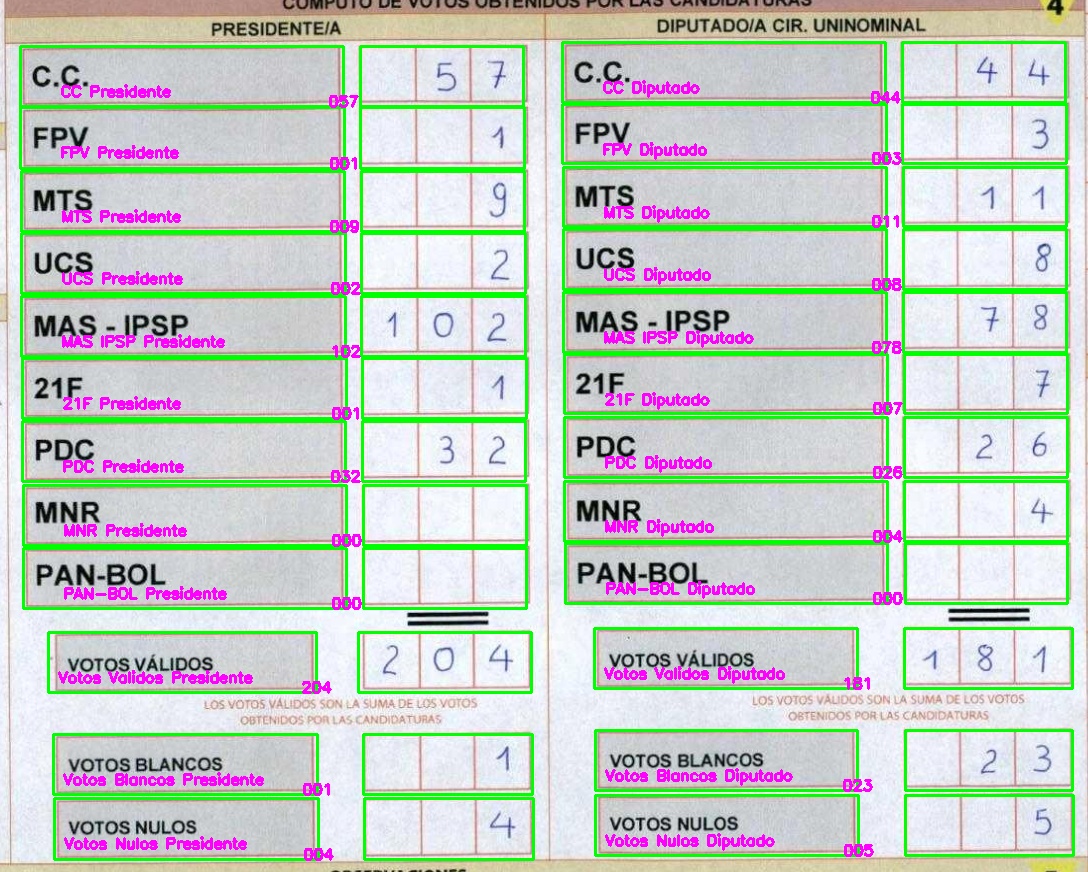 CÓMPUTO DE VOTOS OBTENIDOS POR LAS CANDIDATURAS 4
PRESIDENTE/A
C.C. 5 7
CC Presidente 057
FPV 1
FPV Presidente 001
MTS 9
MTS Presidente 009
UCS 2
UCS Presidente 002
MAS - IPSP 1 0 2
MAS IPSP Presidente 102
21F 1
21F Presidente 001
PDC 3 2
PDC Presidente 032
MNR
MNR Presidente 000
PAN-BOL
PAN-BOL Presidente 000
VOTOS VÁLIDOS 2 0 4
Votos Validos Presidente 204
LOS VOTOS VÁLIDOS SON LA SUMA DE LOS VOTOS
OBTENIDOS POR LAS CANDIDATURAS
VOTOS BLANCOS 1
Votos Blancos Presidente 001
VOTOS NULOS 4
Votos Nulos Presidente 004
DIPUTADO/A CIR. UNINOMINAL
C.C. 4 4
CC Diputado 044
FPV 3
FPV Diputado 003
MTS 1 1
MTS Diputado 011
UCS 8
UCS Diputado 008
MAS - IPSP 7 8
MAS IPSP Diputado 078
21F 7
21F Diputado 007
PDC 2 6
PDC Diputado 026
MNR 4
MNR Diputado 004
PAN-BOL
PAN-BOL Diputado 000
VOTOS VÁLIDOS 1 8 1
Votos Validos Diputado 181
LOS VOTOS VÁLIDOS SON LA SUMA DE LOS VOTOS
OBTENIDOS POR LAS CANDIDATURAS
VOTOS BLANCOS 2 3
Votos Blancos Diputado 023
VOTOS NULOS 5
Votos Nulos Diputado 005
OBSERVACIONES